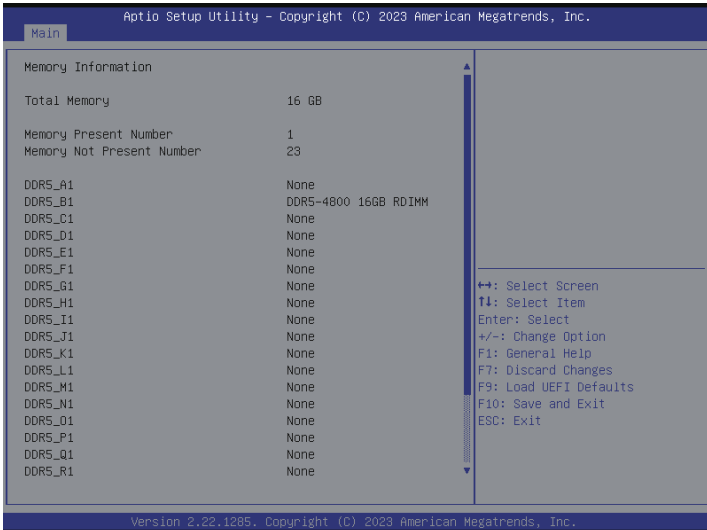 Aptio Setup Utility – Copyright (C) 2023 American Megatrends, Inc.
Main
Memory Information
Total Memory 16 GB
Memory Present Number 1
Memory Not Present Number 23
DDR5_A1 None
DDR5_B1 DDR5-4800 16GB RDIMM
DDR5_C1 None
DDR5_D1 None
DDR5_E1 None
DDR5_F1 None
DDR5_G1 None
DDR5_H1 None
DDR5_I1 None
DDR5_J1 None
DDR5_K1 None
DDR5_L1 None
DDR5_M1 None
DDR5_N1 None
DDR5_O1 None
DDR5_P1 None
DDR5_Q1 None
DDR5_R1 None
↔: Select Screen
↑↓: Select Item
Enter: Select
+/-: Change Option
F1: General Help
F7: Discard Changes
F9: Load UEFI Defaults
F10: Save and Exit
ESC: Exit
Version 2.22.1285. Copyright (C) 2023 American Megatrends, Inc.